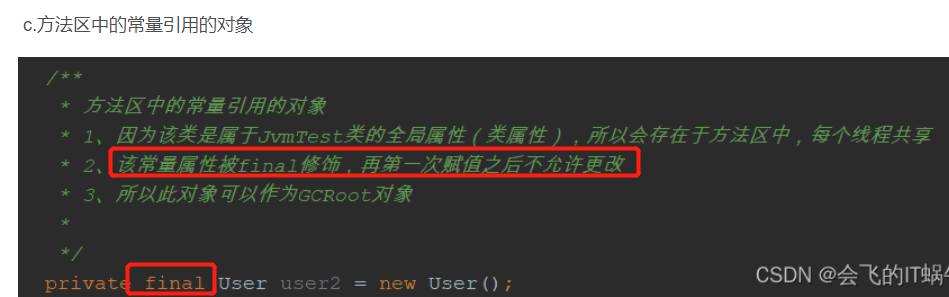 c.方法区中的常量引用的对象
/**
* 方法区中的常量引用的对象
* 1、因为该类是属于JvmTest类的全局属性（类属性），所以会存在于方法区中，每个线程共享
* 2、该常量属性被final修饰，再第一次赋值之后不允许更改
* 3、所以此对象可以作为GCRoot对象
*
*/
private final User user2 = new User();
CSDN @会飞的IT蜗